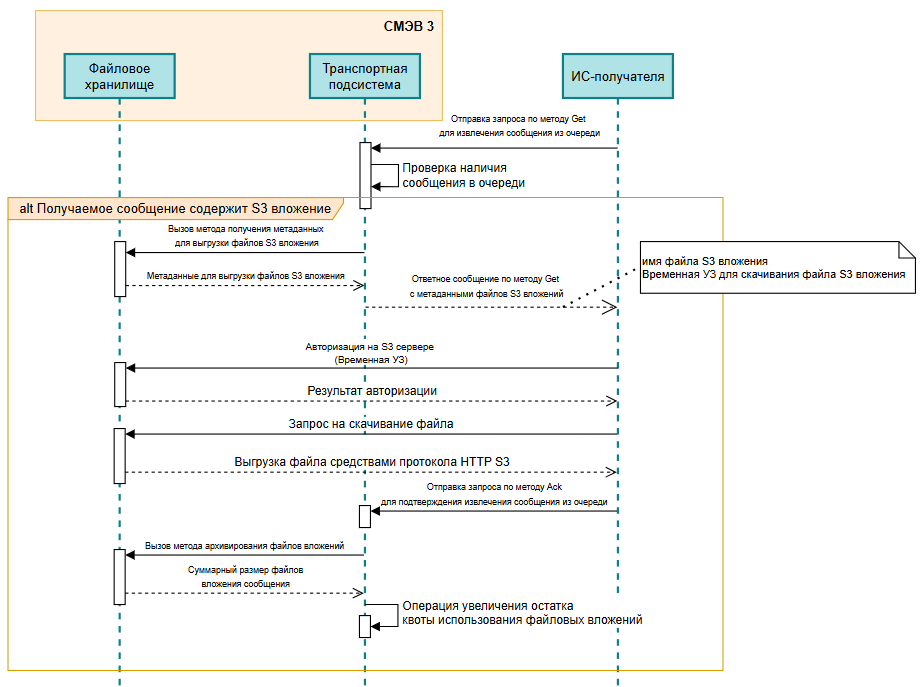 СМЭВ 3
Файловое
хранилище
Транспортная
подсистема
ИС-получателя
Отправка запроса по методу Get
для извлечения сообщения из очереди
Проверка наличия
сообщения в очереди
alt Получаемое сообщение содержит S3 вложение
Вызов метода получения метаданных
для выгрузки файлов S3 вложения
имя файла S3 вложения
Временная УЗ для скачивания файла S3 вложения
Метаданные для выгрузки файлов S3 вложения
Ответное сообщение по методу Get
с метаданными файлов S3 вложений
Авторизация на S3 сервере
(Временная УЗ)
Результат авторизации
Запрос на скачивание файла
Выгрузка файла средствами протокола HTTP S3
Отправка запроса по методу Ack
для подтверждения извлечения сообщения из очереди
Вызов метода архивирования файлов вложений
Суммарный размер файлов
вложения сообщения
Операция увеличения остатка
квоты использования файловых вложений